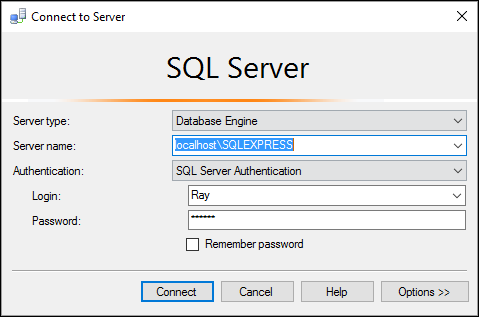 Connect to Server
SQL Server
Server type: Database Engine
Server name: localhost\SQLEXPRESS
Authentication: SQL Server Authentication
Login: Ray
Password: ******
Remember password
Connect Cancel Help Options >>